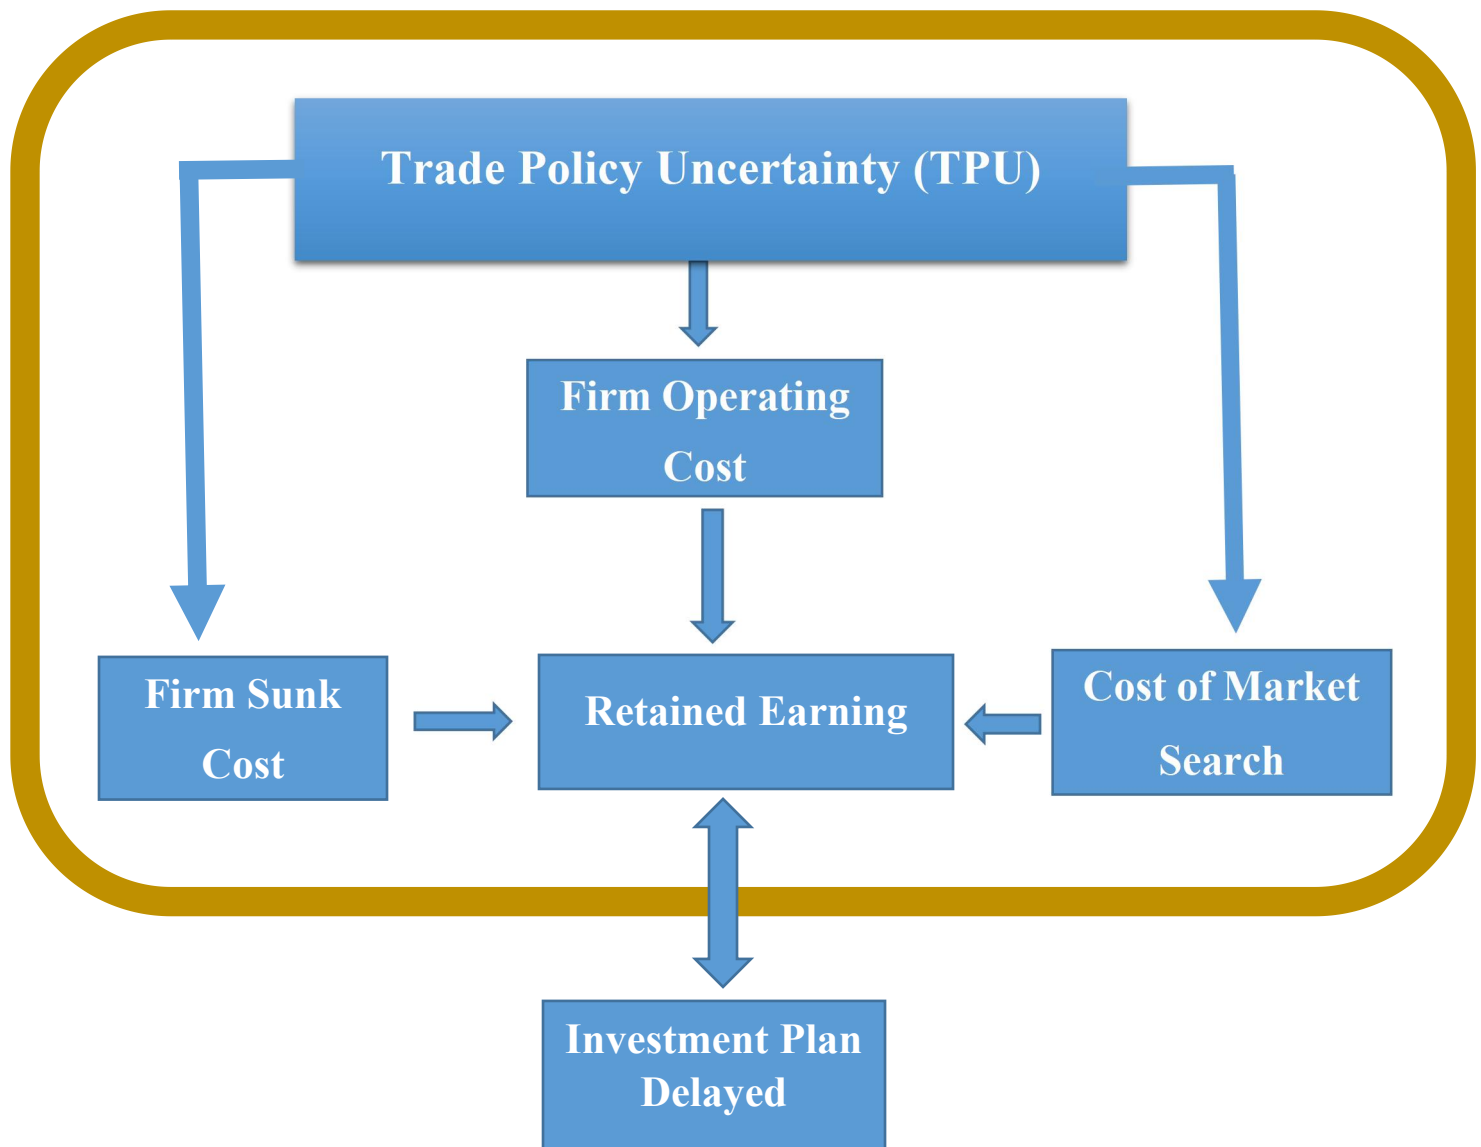 Trade Policy Uncertainty (TPU)
Firm Operating
Cost
Firm Sunk
Cost
Retained Earning
Cost of Market
Search
Investment Plan
Delayed